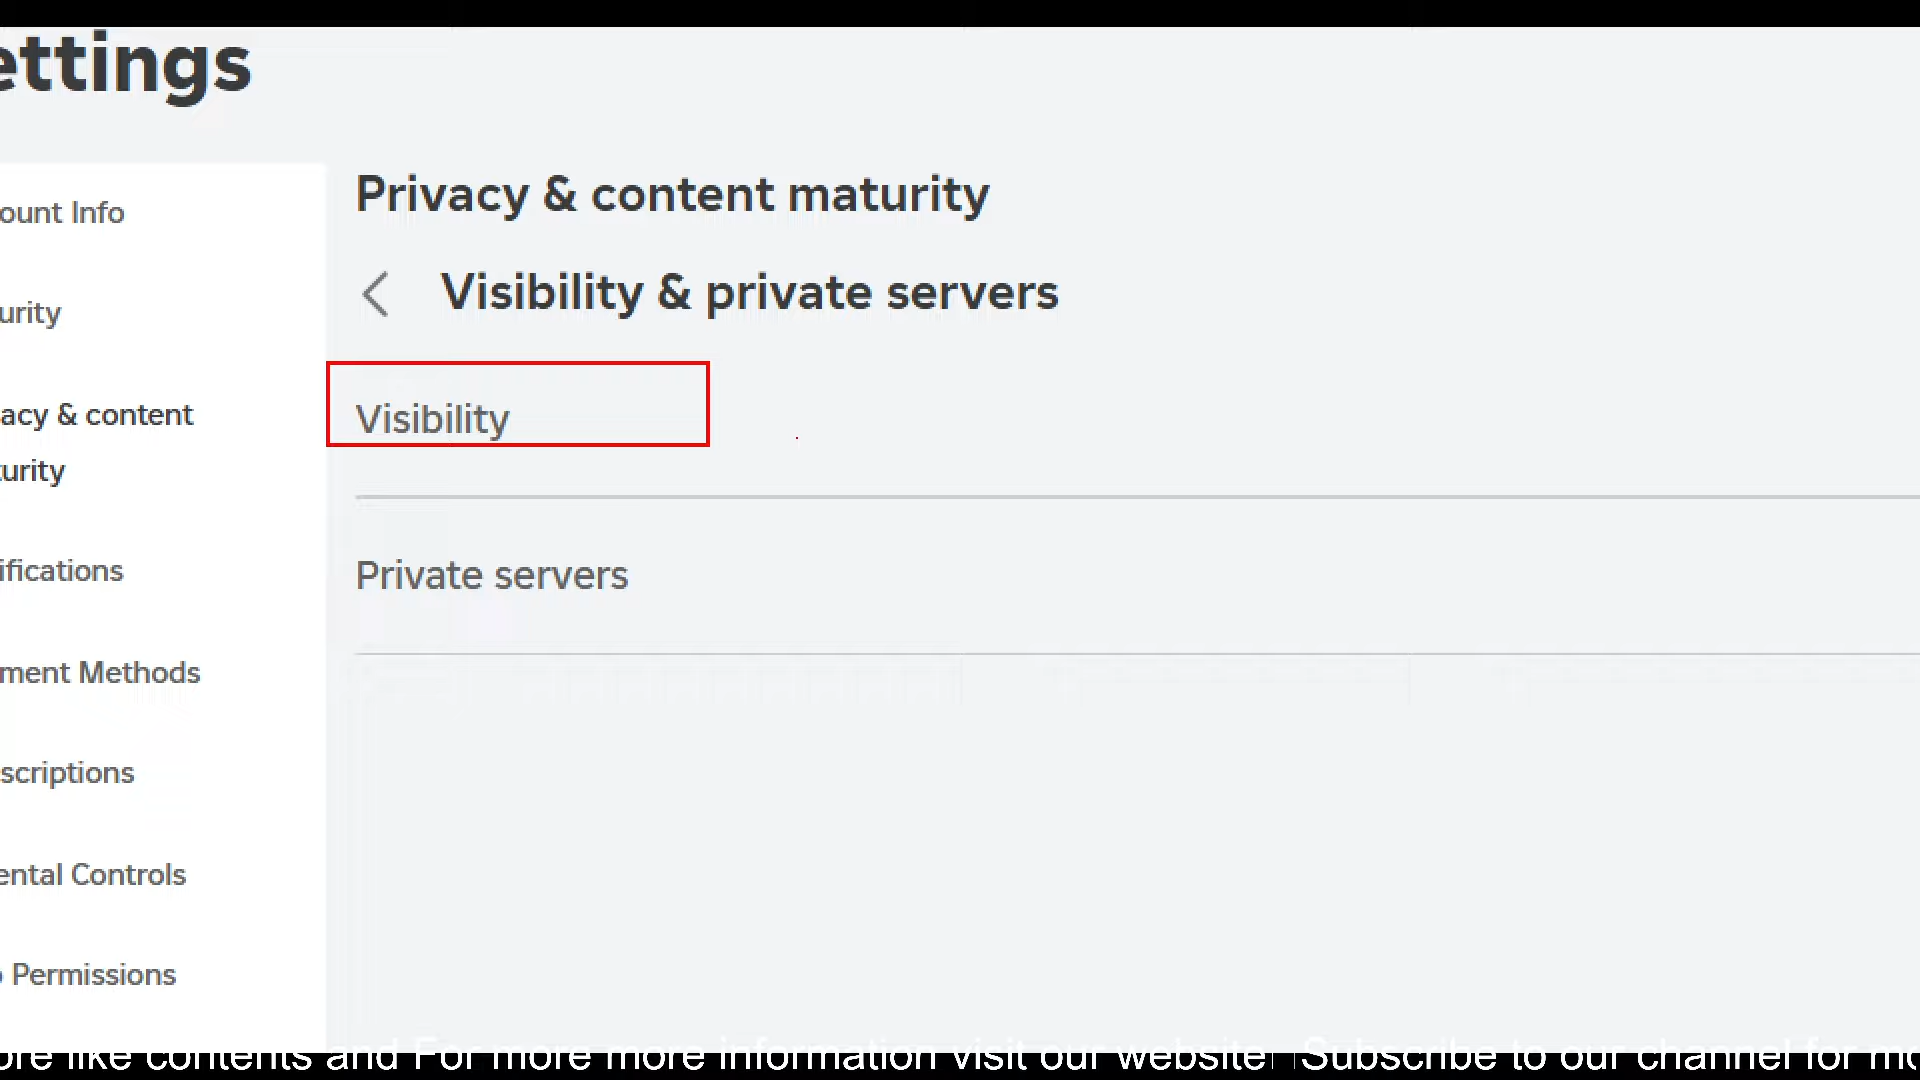 ettings
ount Info
urity
acy & content
urity
ifications
ment Methods
scriptions
ental Controls
Permissions
Privacy & content maturity
Visibility & private servers
Visibility
Private servers
ore like contents and For more more information visit our website! Subscribe to our channel for mo